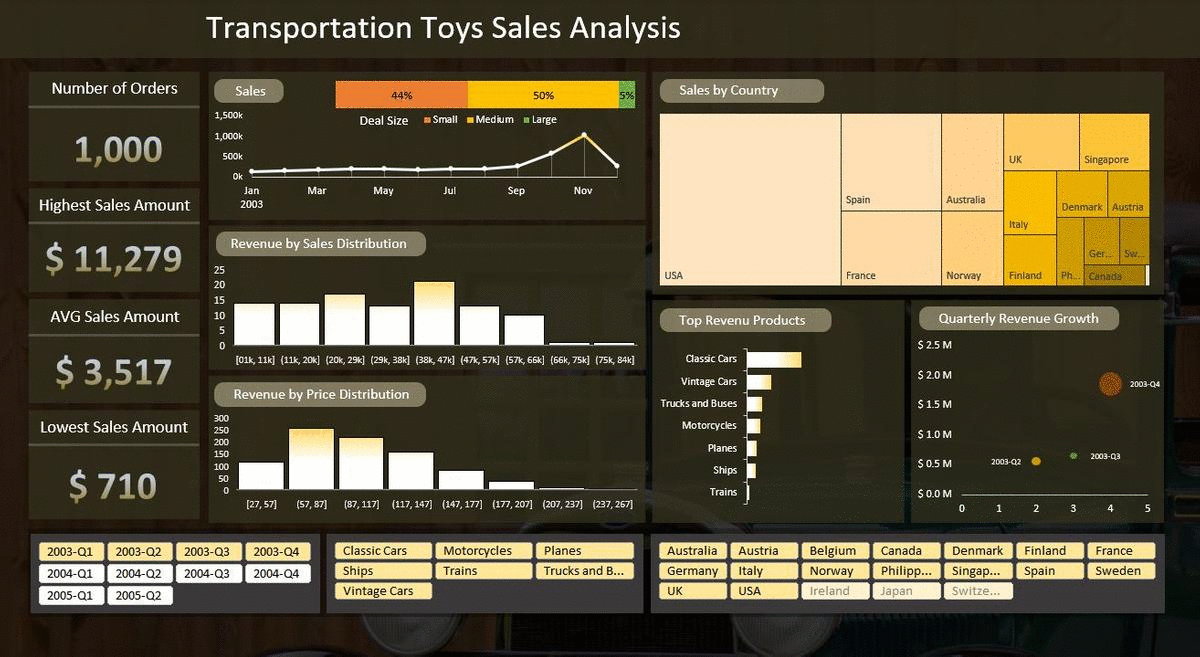 Transportation Toys Sales Analysis
Number of Orders
1,000
Highest Sales Amount
$ 11,279
AVG Sales Amount
$ 3,517
Lowest Sales Amount
$ 710
Sales
44% 50% 5%
Deal Size Small Medium Large
1,500k
1,000k
500k
0k
Jan Mar May Jul Sep Nov
2003
Revenue by Sales Distribution
25
20
15
10
5
0
[01k, 11k] (11k, 20k] (20k, 29k] (29k, 38k] (38k, 47k] (47k, 57k] (57k, 66k] (66k, 75k] (75k, 84k]
Revenue by Price Distribution
300
250
200
150
100
50
0
[27, 57] (57, 87] (87, 117] (117, 147] (147, 177] (177, 207] (207, 237] (237, 267]
Sales by Country
USA
Spain
France
Australia
Norway
UK
Singapore
Italy
Finland
Denmark
Austria
Ph...
Ger...
Sw...
Canada
Top Revenu Products
Classic Cars
Vintage Cars
Trucks and Buses
Motorcycles
Planes
Ships
Trains
Quarterly Revenue Growth
$ 2.5 M
$ 2.0 M
$ 1.5 M
$ 1.0 M
$ 0.5 M
$ 0.0 M
2003-Q4
2003-Q2
2003-Q3
0 1 2 3 4 5
2003-Q1 2003-Q2 2003-Q3 2003-Q4
2004-Q1 2004-Q2 2004-Q3 2004-Q4
2005-Q1 2005-Q2
Classic Cars Motorcycles Planes
Ships Trains Trucks and B...
Vintage Cars
Australia Austria Belgium Canada Denmark Finland France
Germany Italy Norway Philipp... Singap... Spain Sweden
UK USA Ireland Japan Switze...